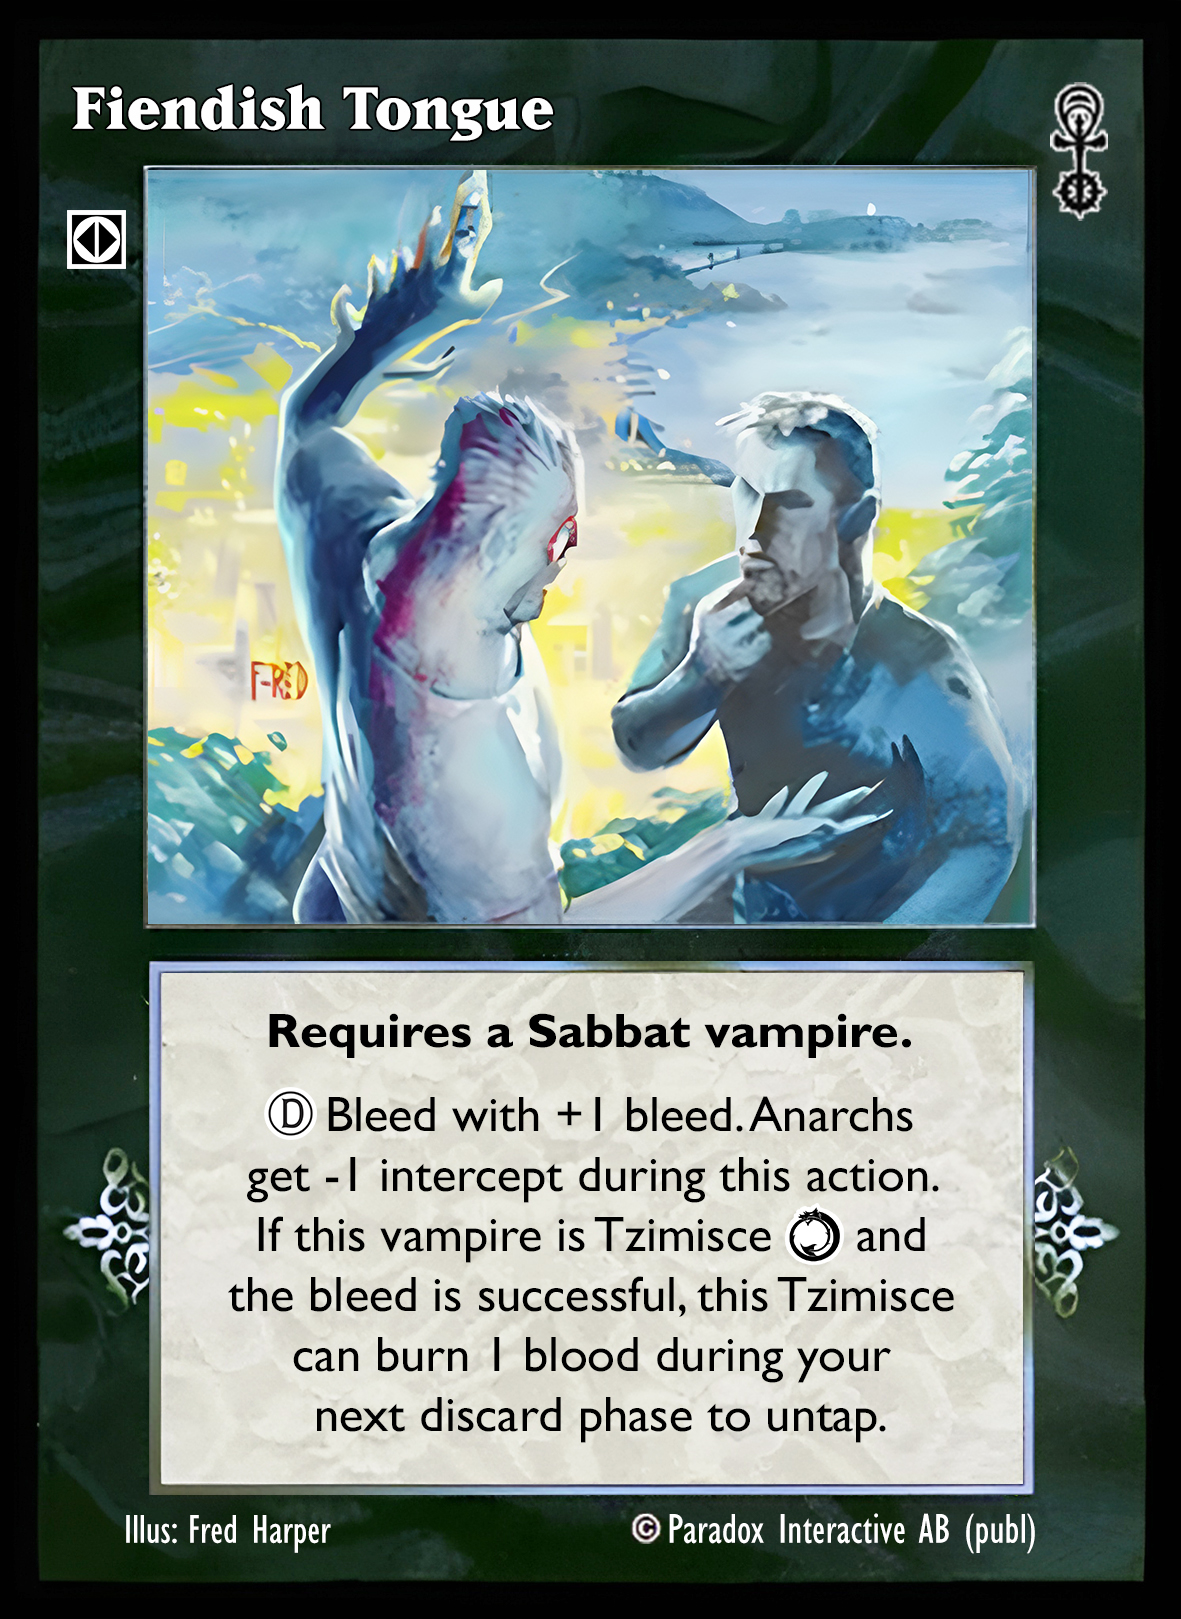 Fiendish Tongue
F-RED
Requires a Sabbat vampire.
D Bleed with +1 bleed. Anarchs
get -1 intercept during this action.
If this vampire is Tzimisce and
the bleed is successful, this Tzimisce
can burn 1 blood during your
next discard phase to untap.
Illus: Fred Harper
© Paradox Interactive AB (publ)